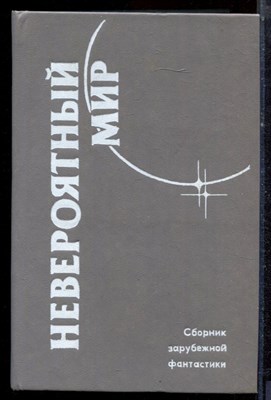 НЕВЕРОЯТНЫЙ
МИР
Сборник
зарубежной
фантастики